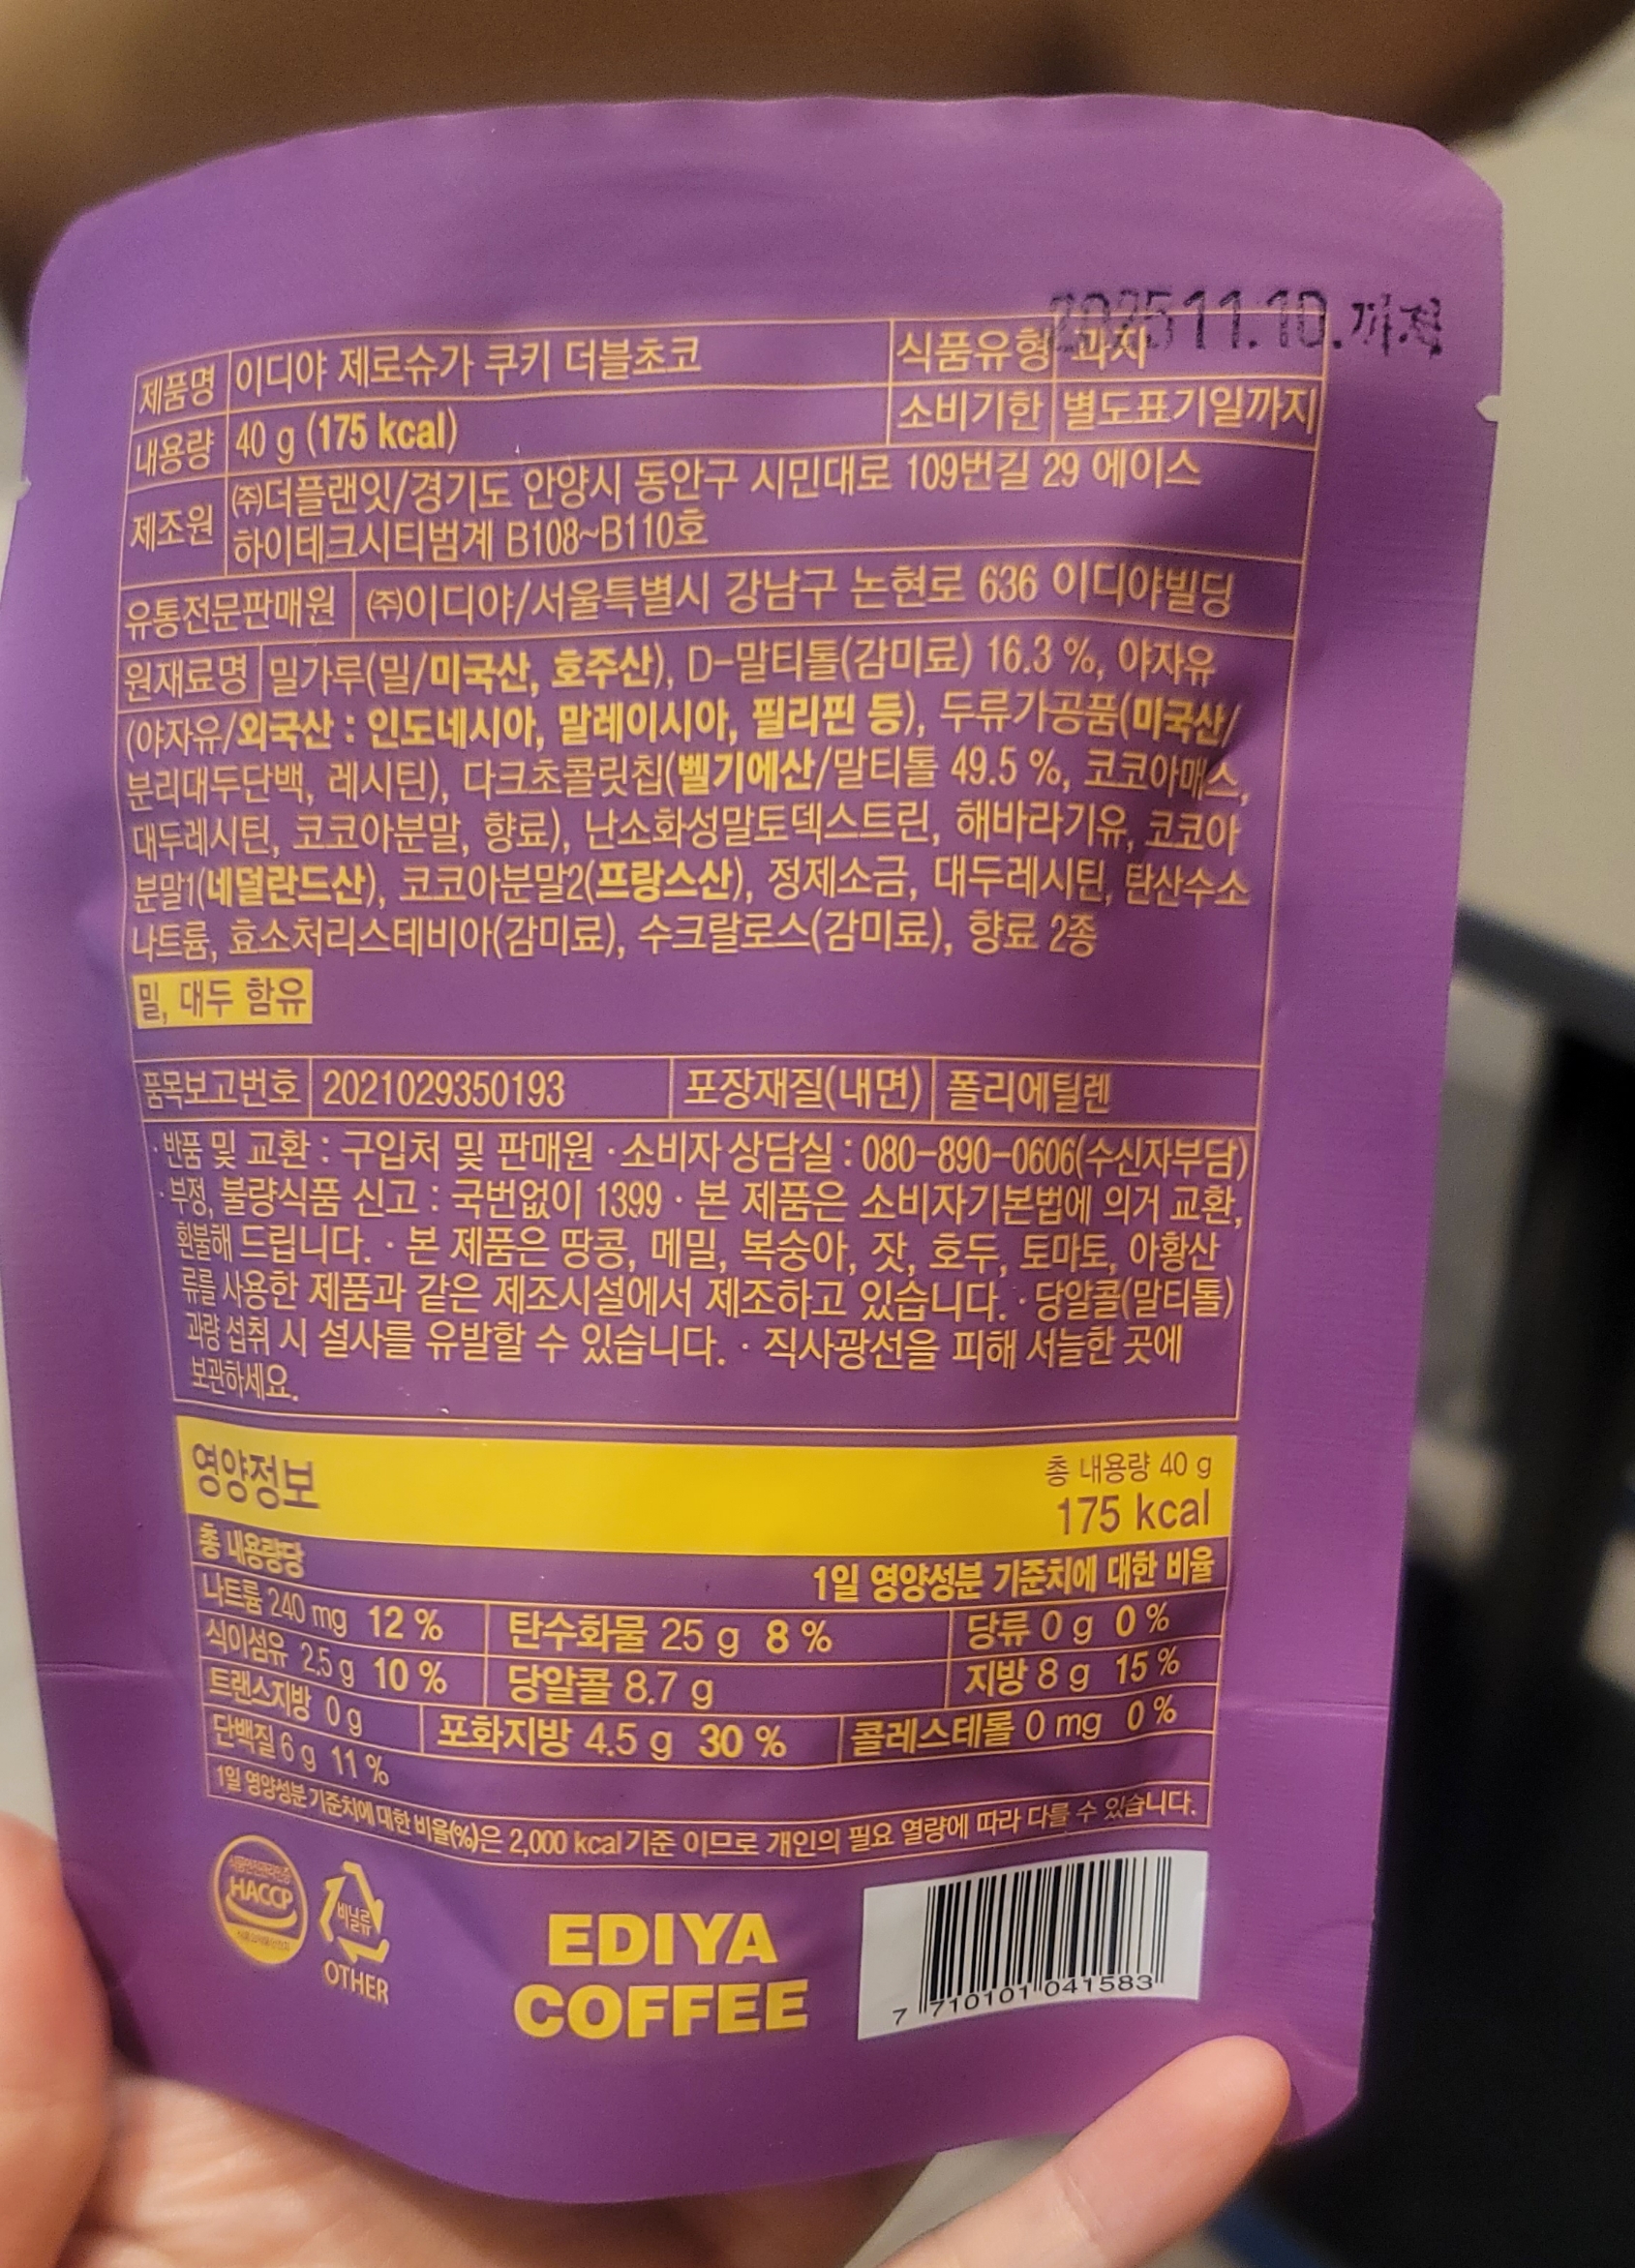 202511.10.까지
제품명 이디야 제로슈가 쿠키 더블초코 식품유형 과자
내용량 40 g (175 kcal) 소비기한 별도표기일까지
제조원 ㈜더플랜잇/경기도 안양시 동안구 시민대로 109번길 29 에이스
하이테크시티범계 B108~B110호
유통전문판매원 ㈜이디야/서울특별시 강남구 논현로 636 이디야빌딩
원재료명 밀가루(밀/미국산, 호주산), D-말티톨(감미료) 16.3 %, 야자유
(야자유/외국산 : 인도네시아, 말레이시아, 필리핀 등), 두류가공품(미국산/
분리대두단백, 레시틴), 다크초콜릿칩(벨기에산/말티톨 49.5 %, 코코아매스,
대두레시틴, 코코아분말, 향료), 난소화성말토덱스트린, 해바라기유, 코코아
분말1(네덜란드산), 코코아분말2(프랑스산), 정제소금, 대두레시틴, 탄산수소
나트륨, 효소처리스테비아(감미료), 수크랄로스(감미료), 향료 2종
밀, 대두 함유
품목보고번호 2021029350193 포장재질(내면) 폴리에틸렌
· 반품 및 교환 : 구입처 및 판매원 · 소비자 상담실 : 080-890-0606(수신자부담)
· 부정, 불량식품 신고 : 국번없이 1399 · 본 제품은 소비자기본법에 의거 교환,
환불해 드립니다. · 본 제품은 땅콩, 메밀, 복숭아, 잣, 호두, 토마토, 아황산
류를 사용한 제품과 같은 제조시설에서 제조하고 있습니다. · 당알콜(말티톨)
과량 섭취 시 설사를 유발할 수 있습니다. · 직사광선을 피해 서늘한 곳에
보관하세요.
영양정보 총 내용량 40 g
175 kcal
총 내용량당 1일 영양성분 기준치에 대한 비율
나트륨 240 mg 12 % 탄수화물 25 g 8 % 당류 0 g 0 %
식이섬유 2.5 g 10 % 당알콜 8.7 g 지방 8 g 15 %
트랜스지방 0 g 포화지방 4.5 g 30 % 콜레스테롤 0 mg 0 %
단백질 6 g 11 %
1일 영양성분 기준치에 대한 비율(%)은 2,000 kcal 기준 이므로 개인의 필요 열량에 따라 다를 수 있습니다.
HACCP
비닐류
OTHER
EDIYA
COFFEE
7 710101 041583